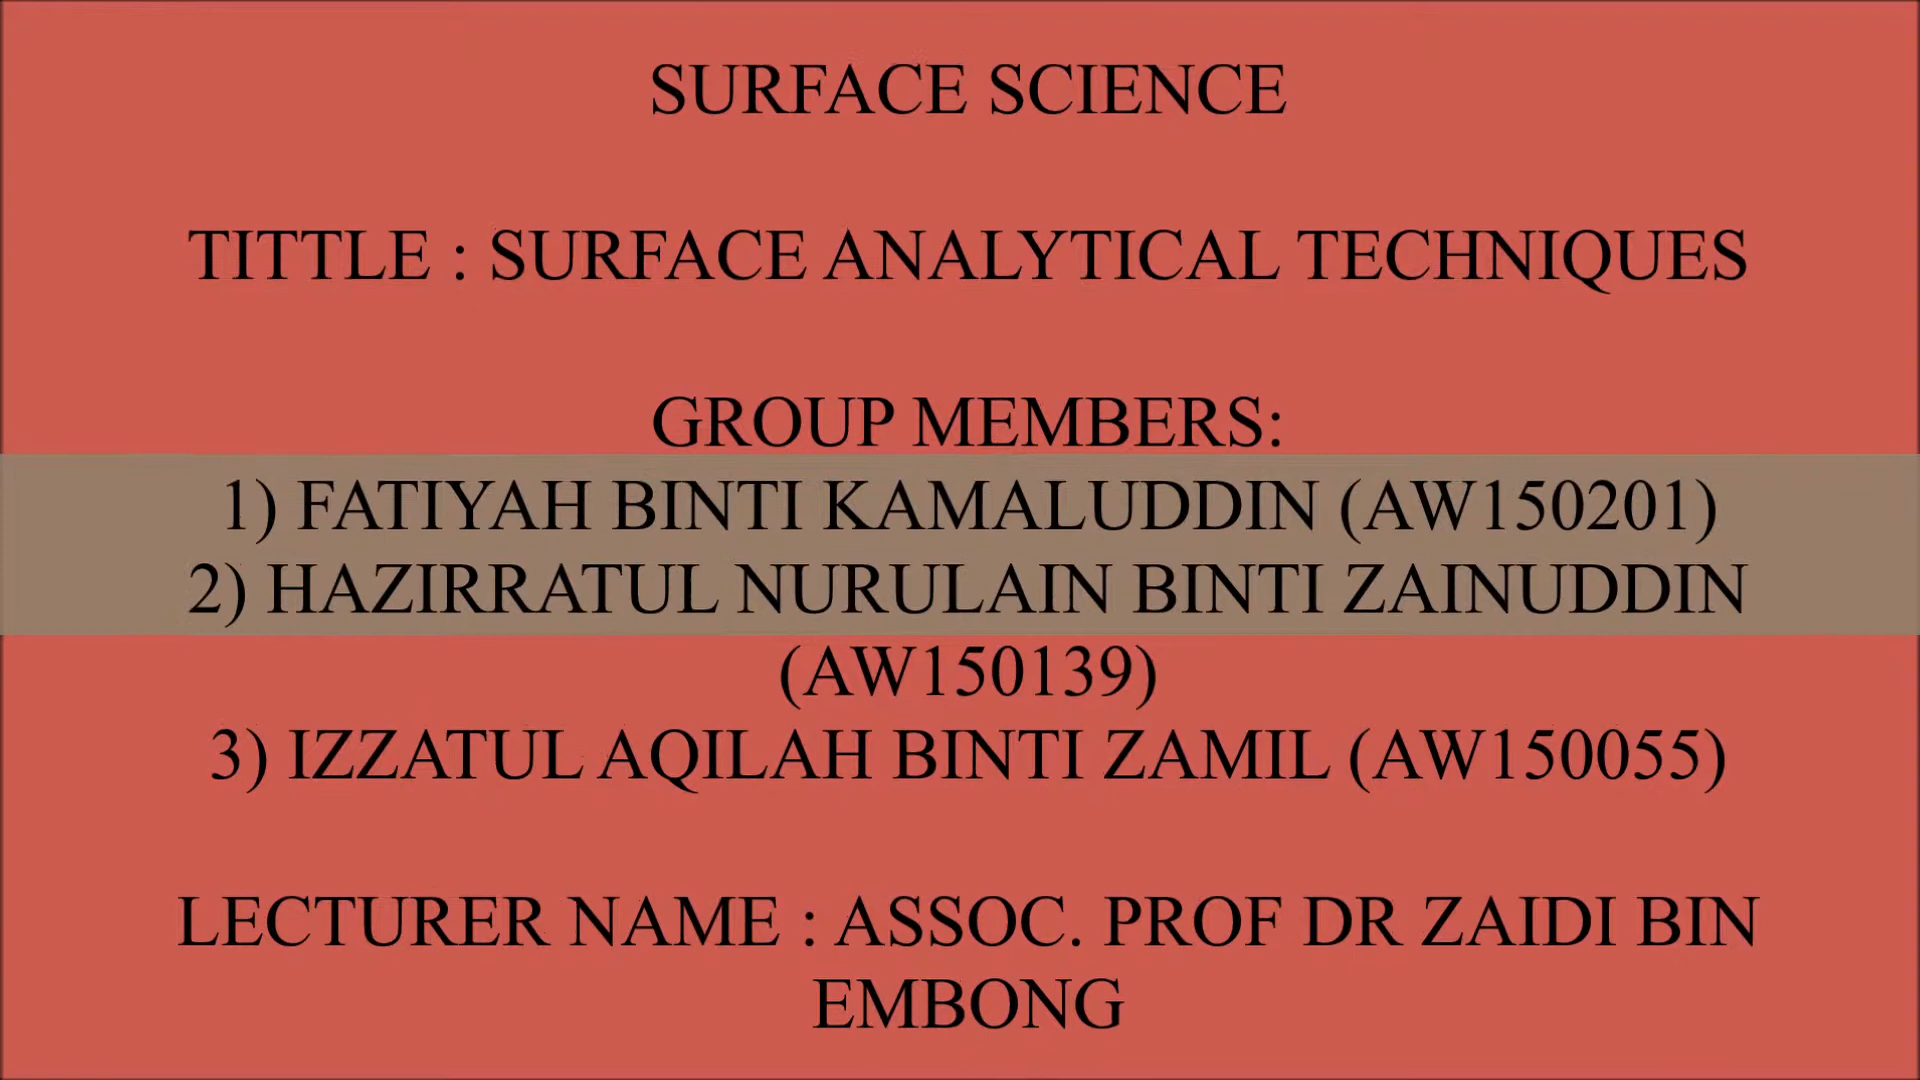 SURFACE SCIENCE
TITTLE : SURFACE ANALYTICAL TECHNIQUES
GROUP MEMBERS:
1) FATIYAH BINTI KAMALUDDIN (AW150201)
2) HAZIRRATUL NURULAIN BINTI ZAINUDDIN
(AW150139)
3) IZZATUL AQILAH BINTI ZAMIL (AW150055)
LECTURER NAME : ASSOC. PROF DR ZAIDI BIN
EMBONG